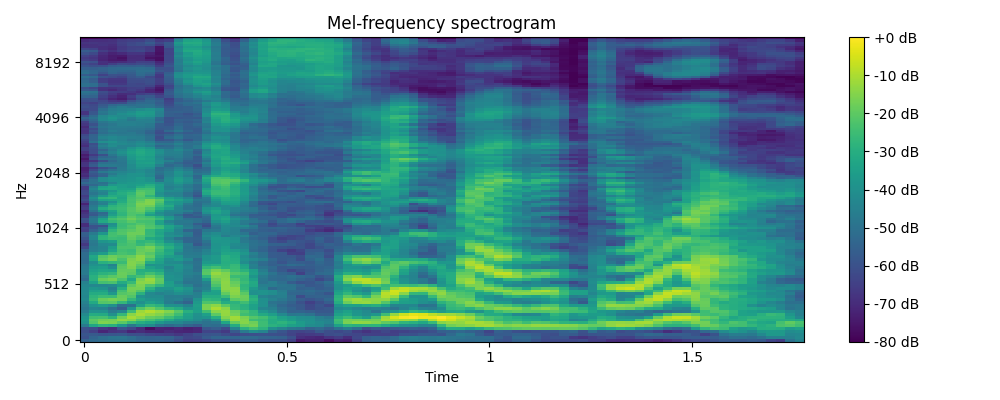 Mel-frequency spectrogram
Hz
8192
4096
2048
1024
512
0
0 0.5 1 1.5
Time
+0 dB
-10 dB
-20 dB
-30 dB
-40 dB
-50 dB
-60 dB
-70 dB
-80 dB